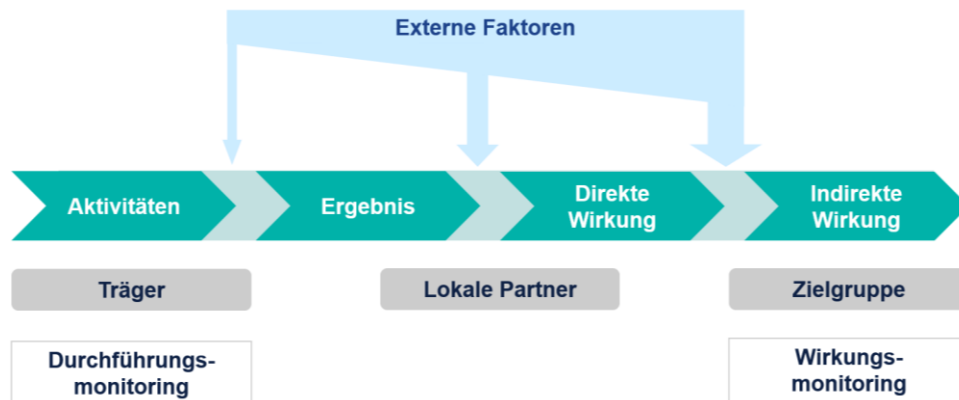 Externe Faktoren
Aktivitäten
Ergebnis
Direkte
Wirkung
Indirekte
Wirkung
Träger
Lokale Partner
Zielgruppe
Durchführungs-
monitoring
Wirkungs-
monitoring